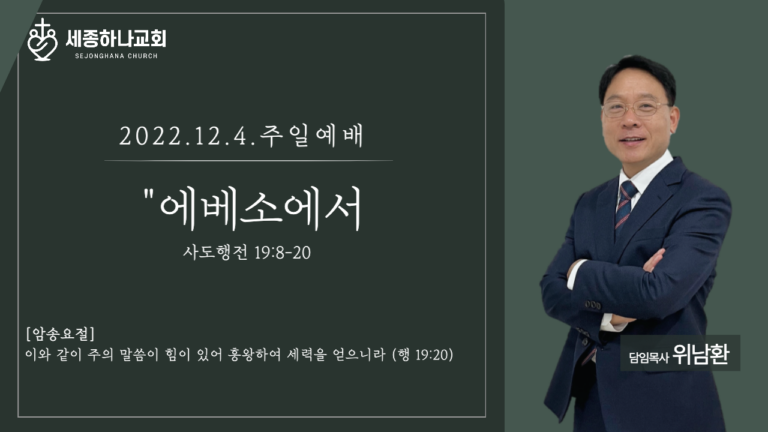 세종하나교회
SEJONGHANA CHURCH
2022.12.4.주일예배
"에베소에서
사도행전 19:8-20
[암송요절]
이와 같이 주의 말씀이 힘이 있어 흥왕하여 세력을 얻으니라 (행 19:20)
담임목사 위남환